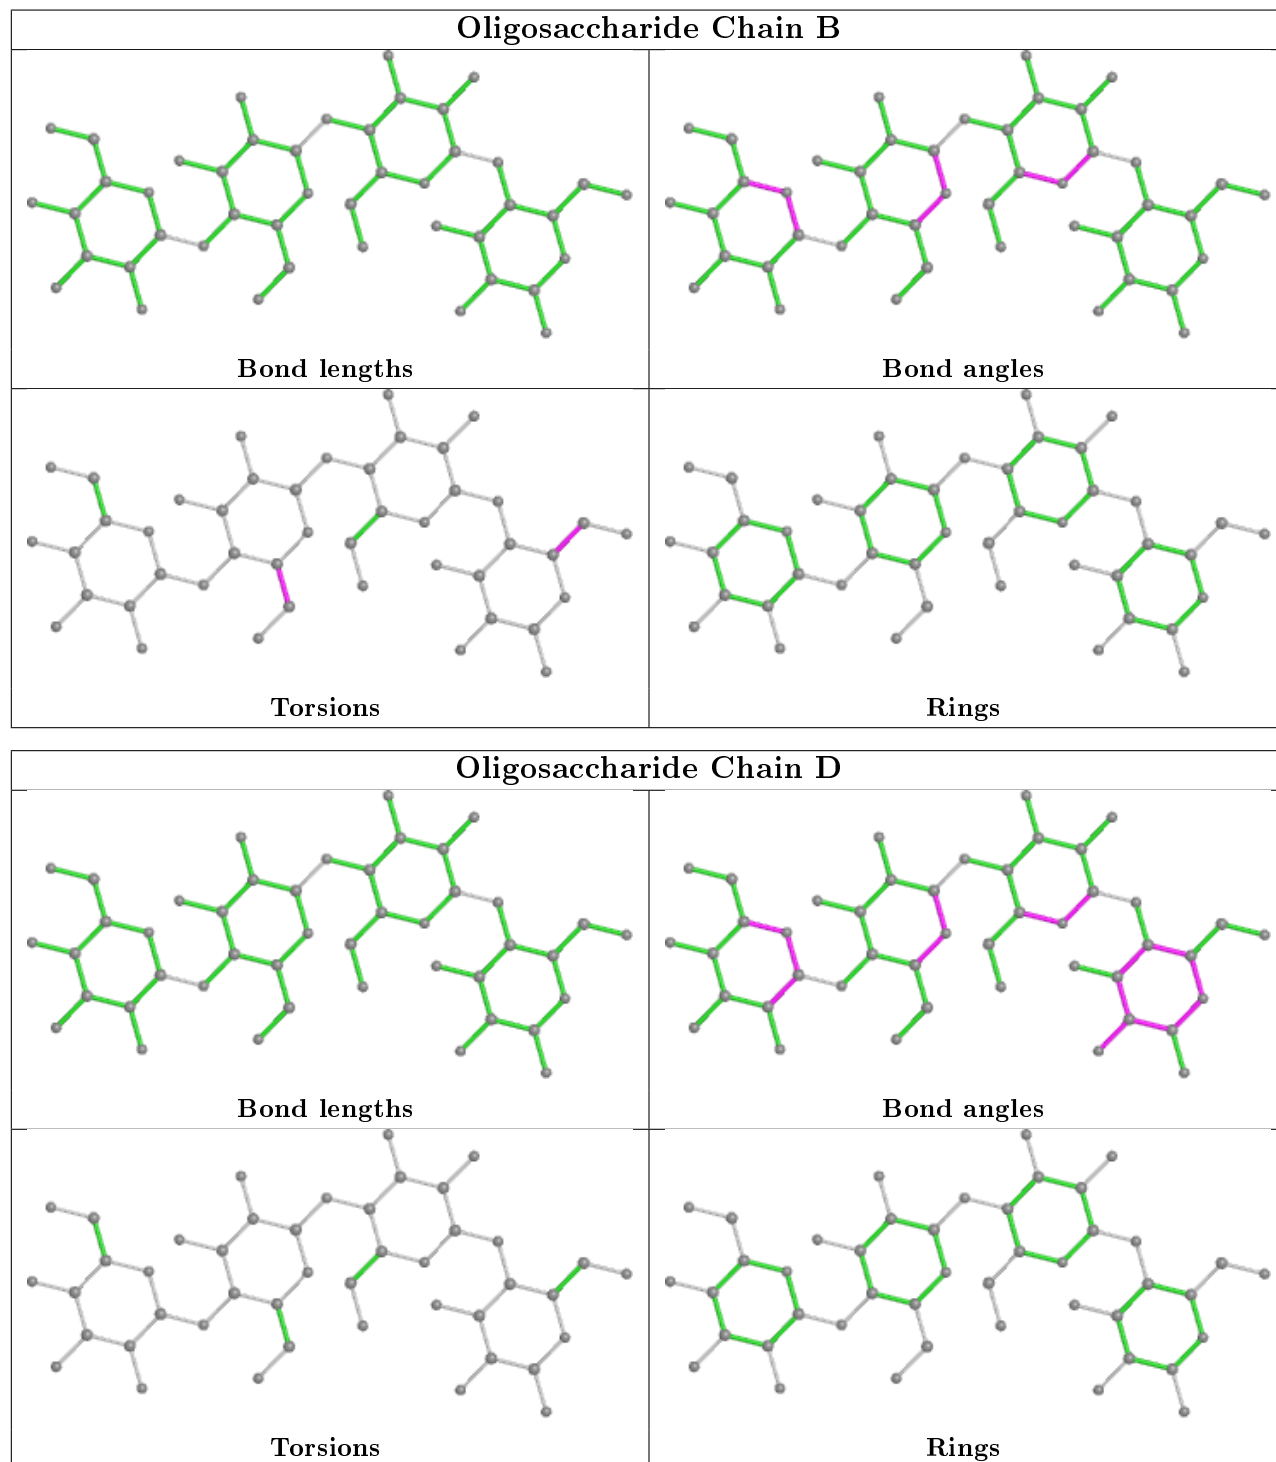 Oligosaccharide Chain B
Bond lengths
Bond angles
Torsions
Rings
Oligosaccharide Chain D
Bond lengths
Bond angles
Torsions
Rings